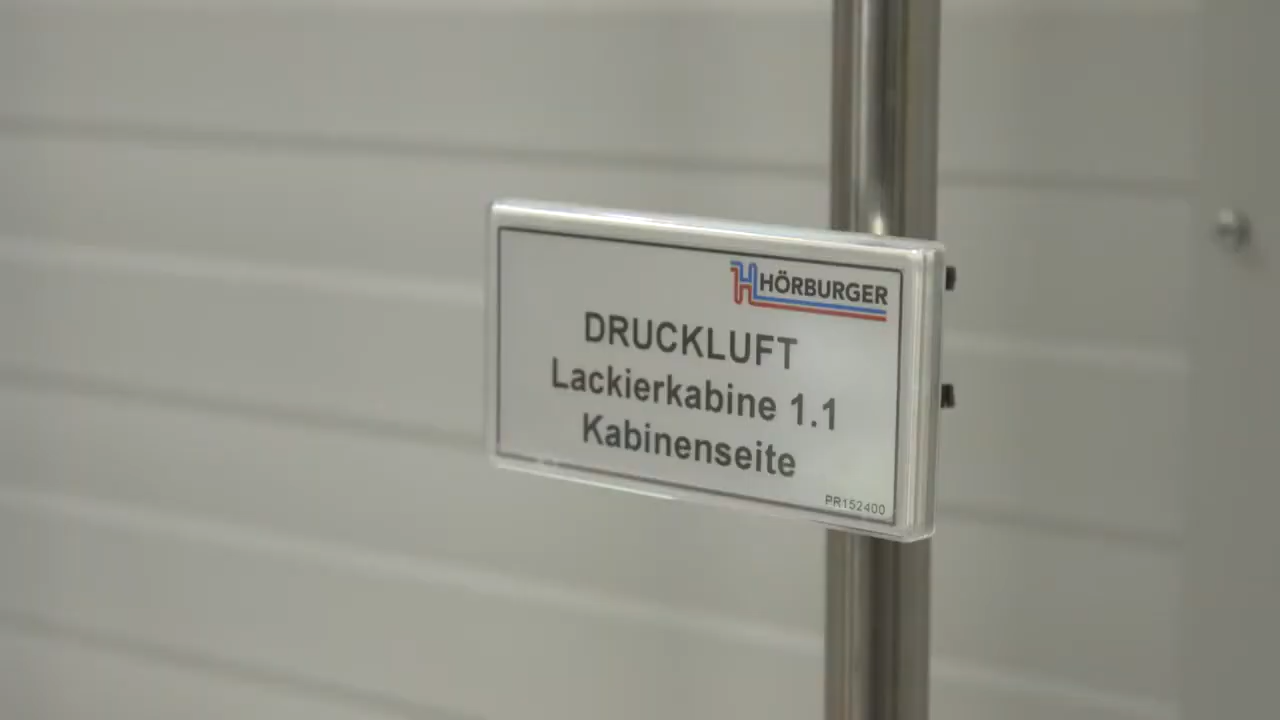 HÖRBURGER
DRUCKLUFT
Lackierkabine 1.1
Kabinenseite
PR152400